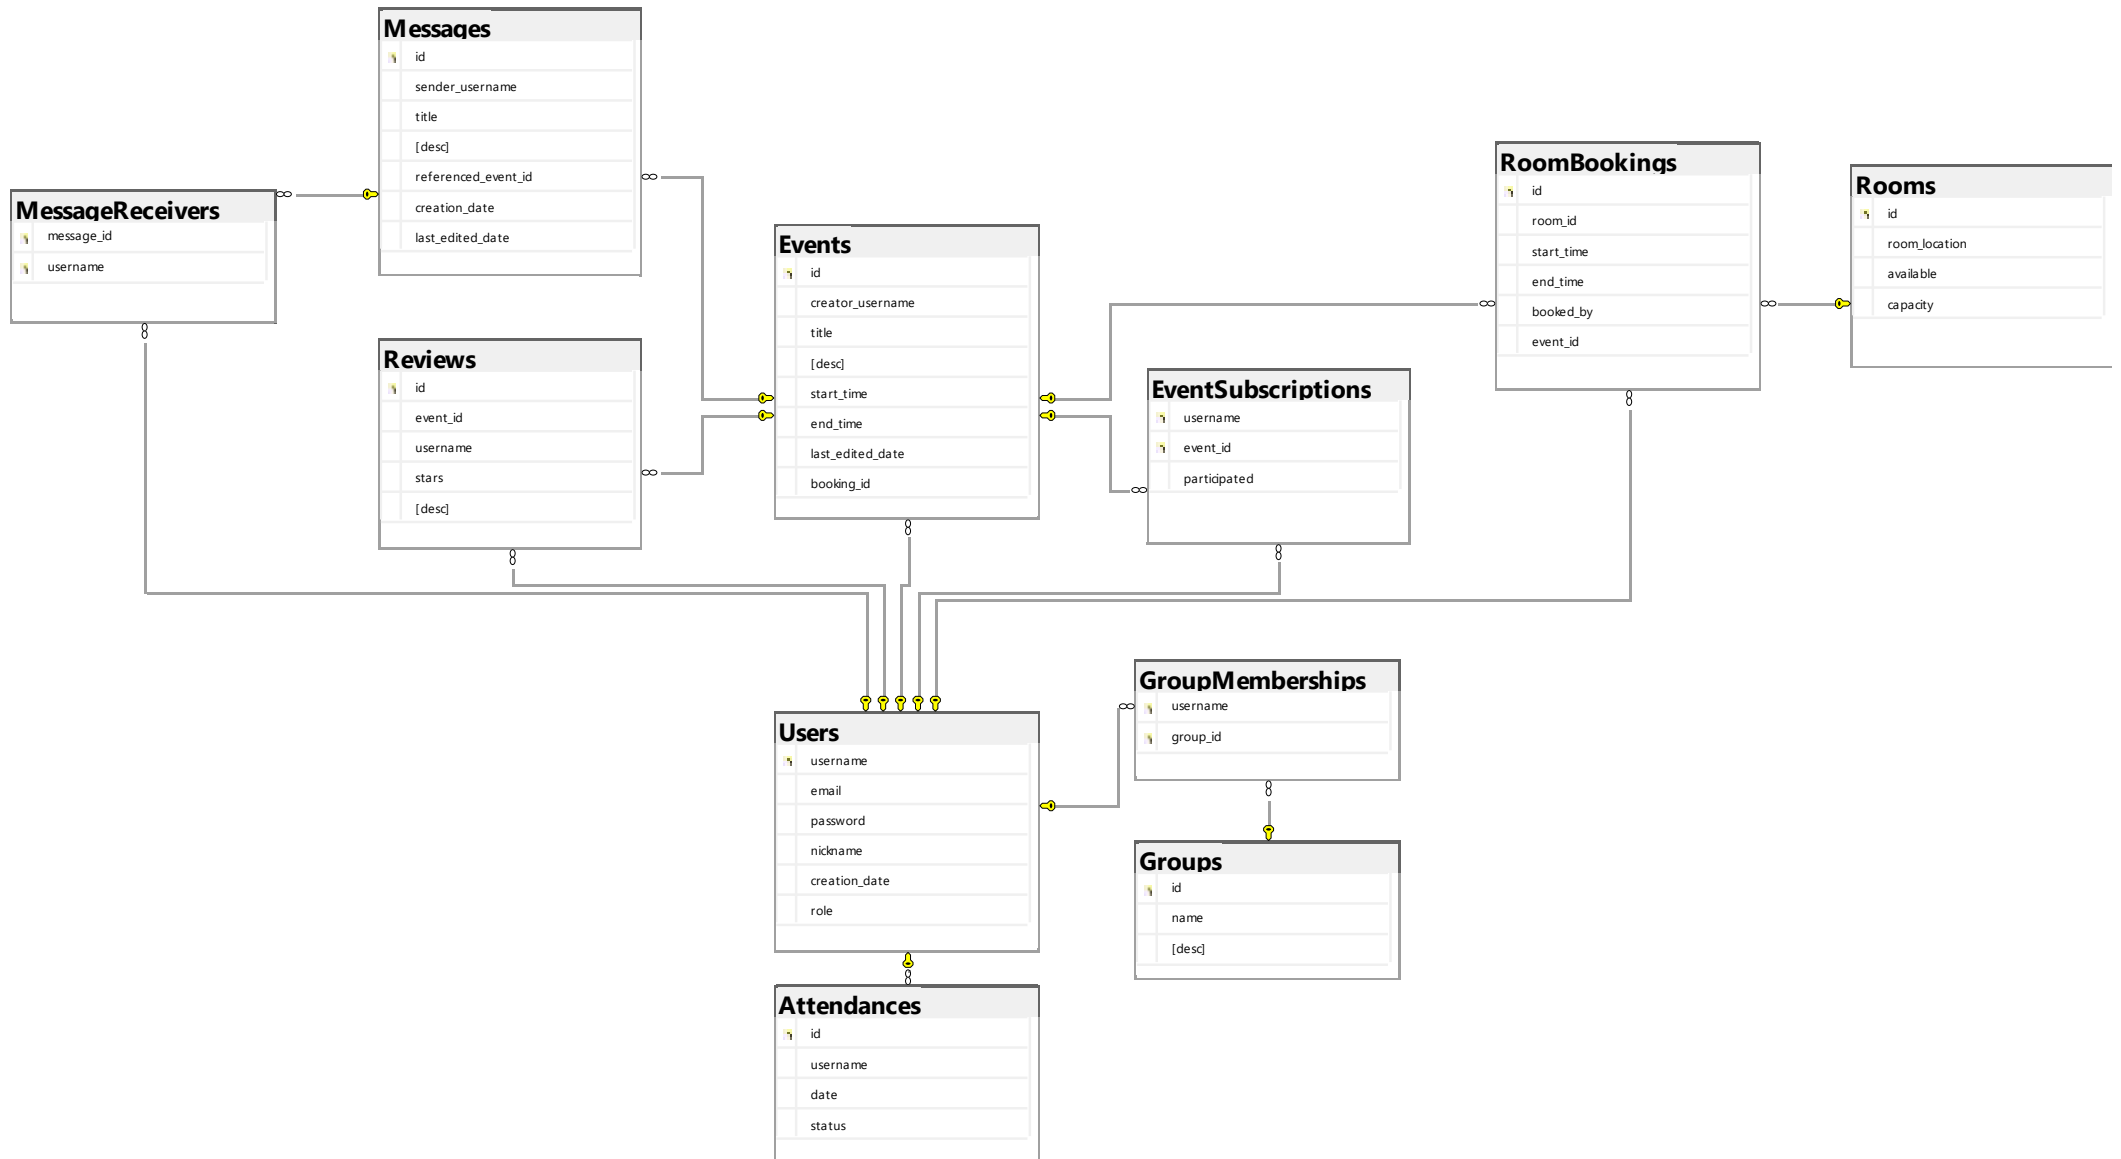 Messages
id
sender_username
title
[desc]
referenced_event_id
creation_date
last_edited_date
MessageReceivers
message_id
username
Reviews
id
event_id
username
stars
[desc]
Events
id
creator_username
title
[desc]
start_time
end_time
last_edited_date
booking_id
EventSubscriptions
username
event_id
participated
RoomBookings
id
room_id
start_time
end_time
booked_by
event_id
Rooms
id
room_location
available
capacity
Users
username
email
password
nickname
creation_date
role
GroupMemberships
username
group_id
Groups
id
name
[desc]
Attendances
id
username
date
status